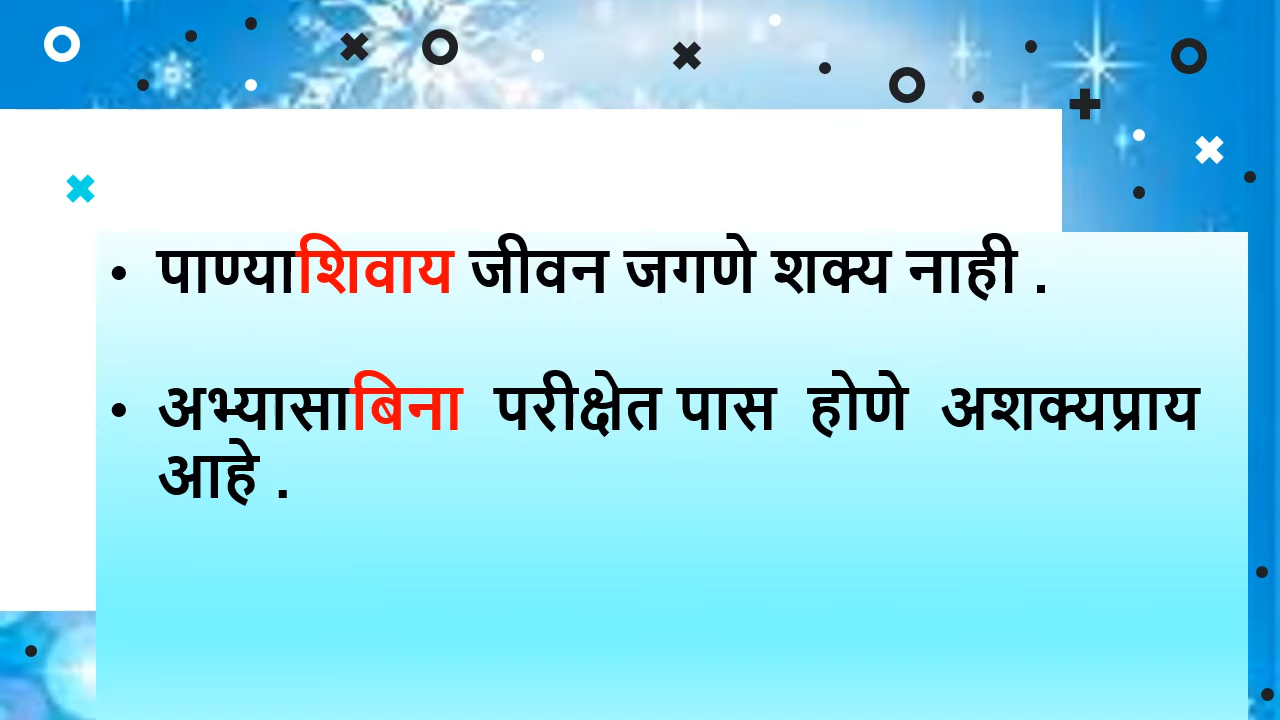 • पाण्याशिवाय जीवन जगणे शक्य नाही .
• अभ्यासाबिना परीक्षेत पास होणे अशक्यप्राय
आहे .